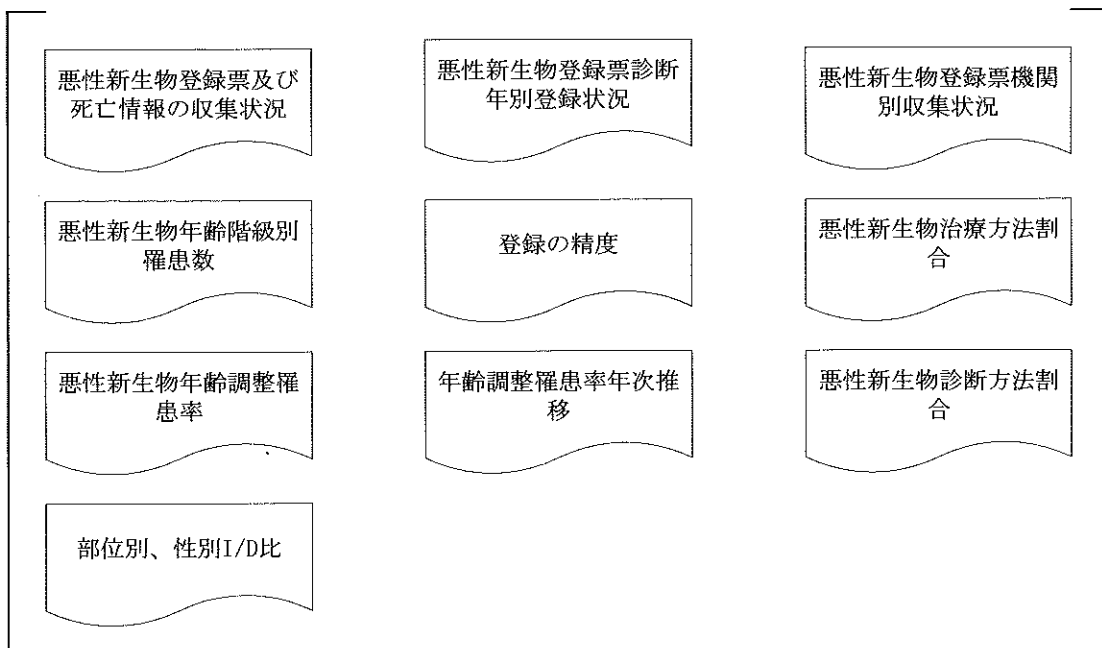 悪性新生物登録票及び
死亡情報の収集状況
悪性新生物登録票診断
年別登録状況
悪性新生物登録票機関
別収集状況
悪性新生物年齢階級別
罹患数
登録の精度
悪性新生物治療方法割
合
悪性新生物年齢調整罹
患率
年齢調整罹患率年次推
移
悪性新生物診断方法割
合
部位別、性別I/D比